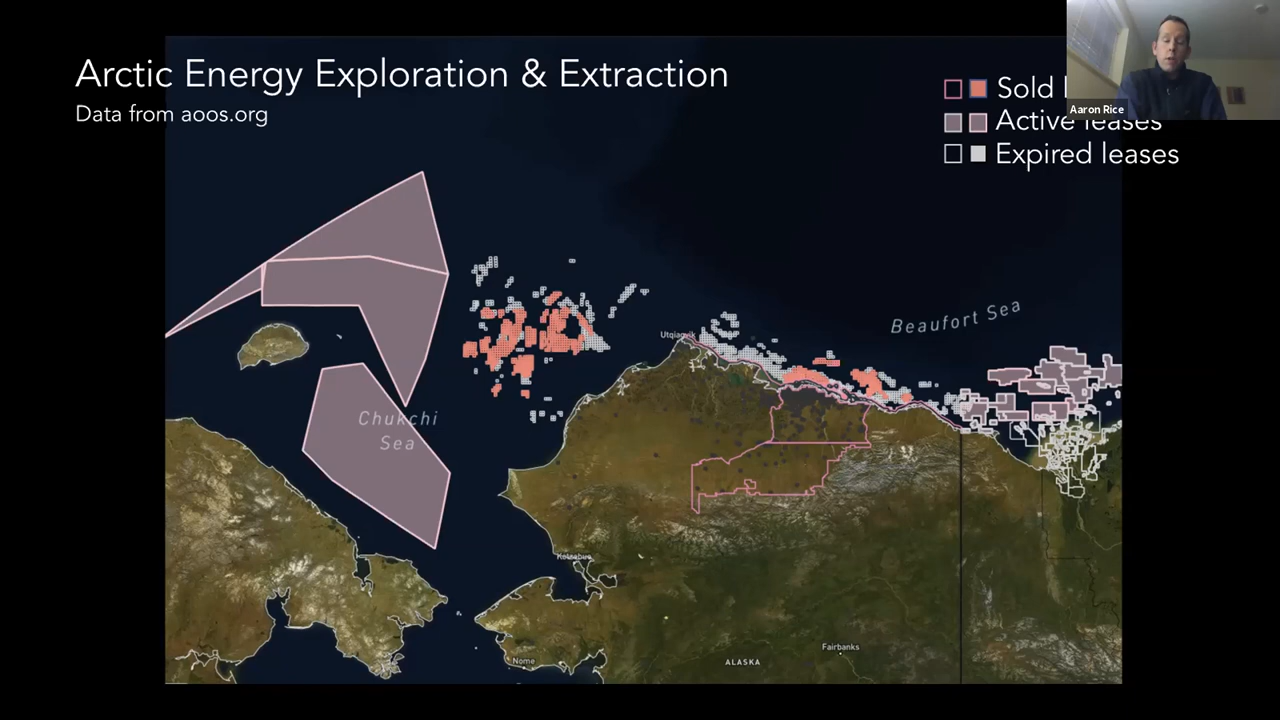 Arctic Energy Exploration & Extraction
Data from aoos.org
Sold
Aaron Rice
Active leases
Expired leases
Beaufort Sea
Utqiagvik
Chukchi
Sea
Kotzebue
Fairbanks
Nome
ALASKA